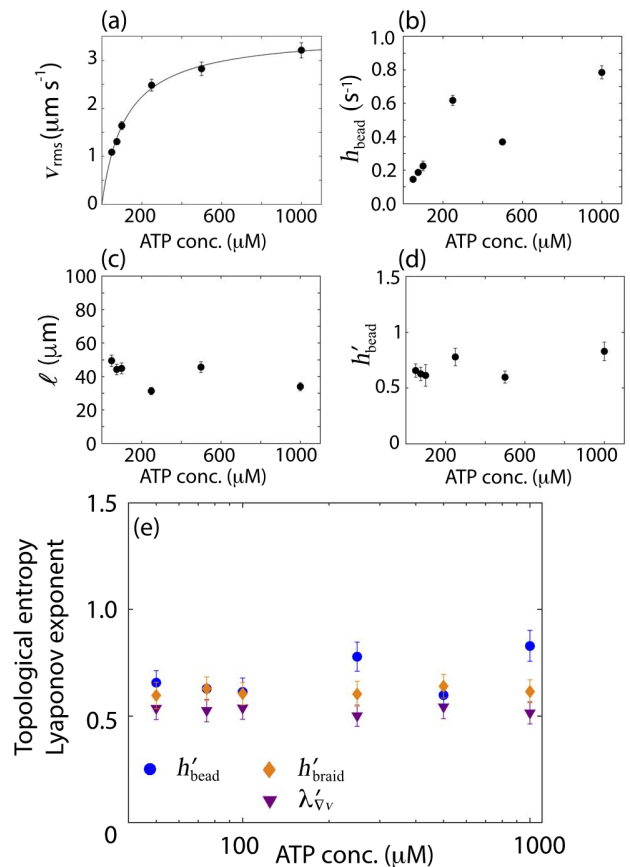 (a)
3
2
1
0
v_rms (μm s⁻¹)
200 600 1000
ATP conc. (μM)
(b)
1.0
0.8
0.6
0.4
0.2
0.0
h_bead (s⁻¹)
200 600 1000
ATP conc. (μM)
(c)
100
80
60
40
20
0
ℓ (μm)
200 600 1000
ATP conc. (μM)
(d)
1.5
1
0.5
0
h′_bead
200 600 1000
ATP conc. (μM)
(e)
1.5
1.0
0.5
0
Topological entropy
Lyaponov exponent
h′_bead h′_braid
λ′_∇v
100 1000
ATP conc. (μM)